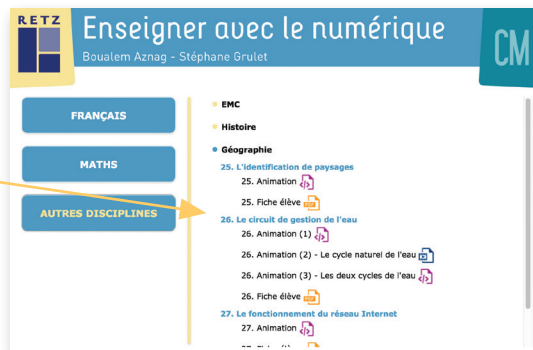 RETZ
Enseigner avec le numérique
Boualem Aznag - Stéphane Grulet
CM
FRANÇAIS
MATHS
AUTRES DISCIPLINES
EMC
Histoire
Géographie
25. L'identification de paysages
25. Animation
25. Fiche élève
26. Le circuit de gestion de l'eau
26. Animation (1)
26. Animation (2) - Le cycle naturel de l'eau
26. Animation (3) - Les deux cycles de l'eau
26. Fiche élève
27. Le fonctionnement du réseau Internet
27. Animation